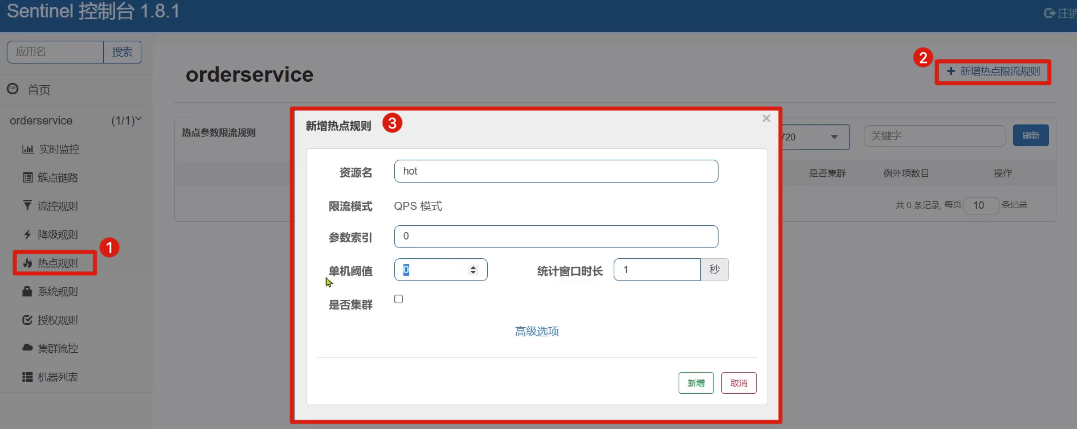 Sentinel 控制台 1.8.1
注销
应用名
搜索
2
+ 新增热点限流规则
首页
orderservice
orderservice (1/1)
实时监控
簇点链路
流控规则
降级规则
1
热点规则
系统规则
授权规则
集群流控
机器列表
热点参数限流规则
720
关键字
刷新
是否集群 例外项数目 操作
共 0 条记录, 每页 10 条记录
新增热点规则 3
×
资源名 hot
限流模式 QPS 模式
参数索引 0
单机阈值 0 统计窗口时长 1 秒
是否集群
高级选项
新增 取消